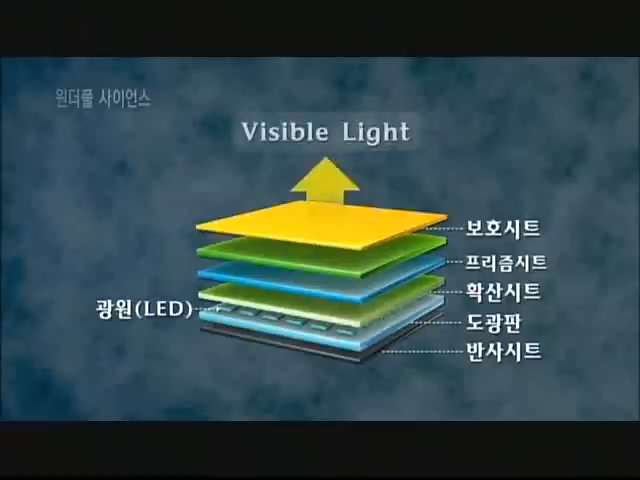 원더풀 사이언스
Visible Light
보호시트
프리즘시트
확산시트
광원(LED)
도광판
반사시트